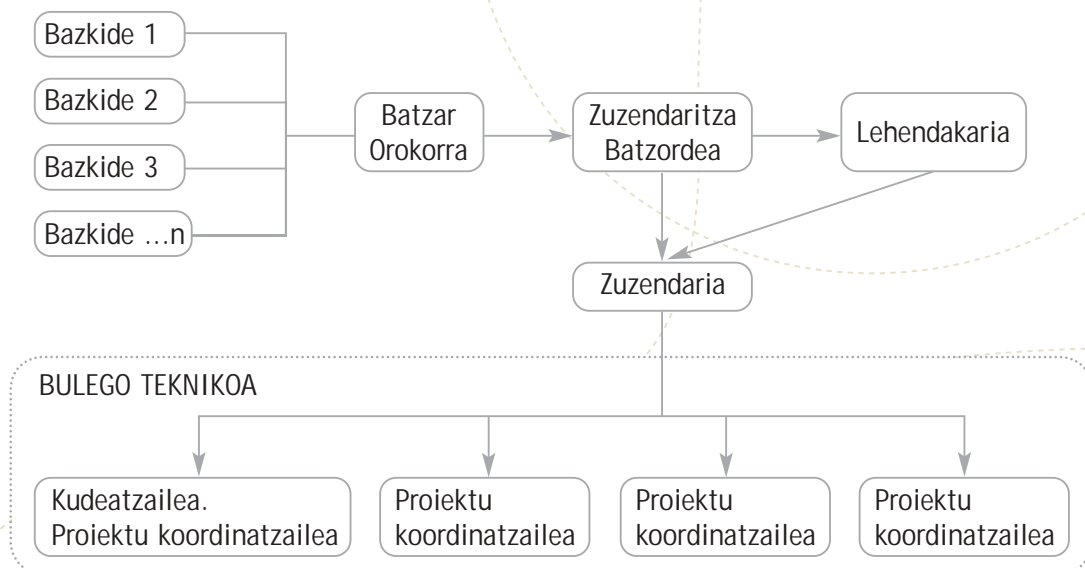 Bazkide 1
Bazkide 2
Bazkide 3
Bazkide ...n
Batzar
Orokorra
Zuzendaritza
Batzordea
Lehendakaria
Zuzendaria
BULEGO TEKNIKOA
Kudeatzailea.
Proiektu koordinatzailea
Proiektu
koordinatzailea
Proiektu
koordinatzailea
Proiektu
koordinatzailea